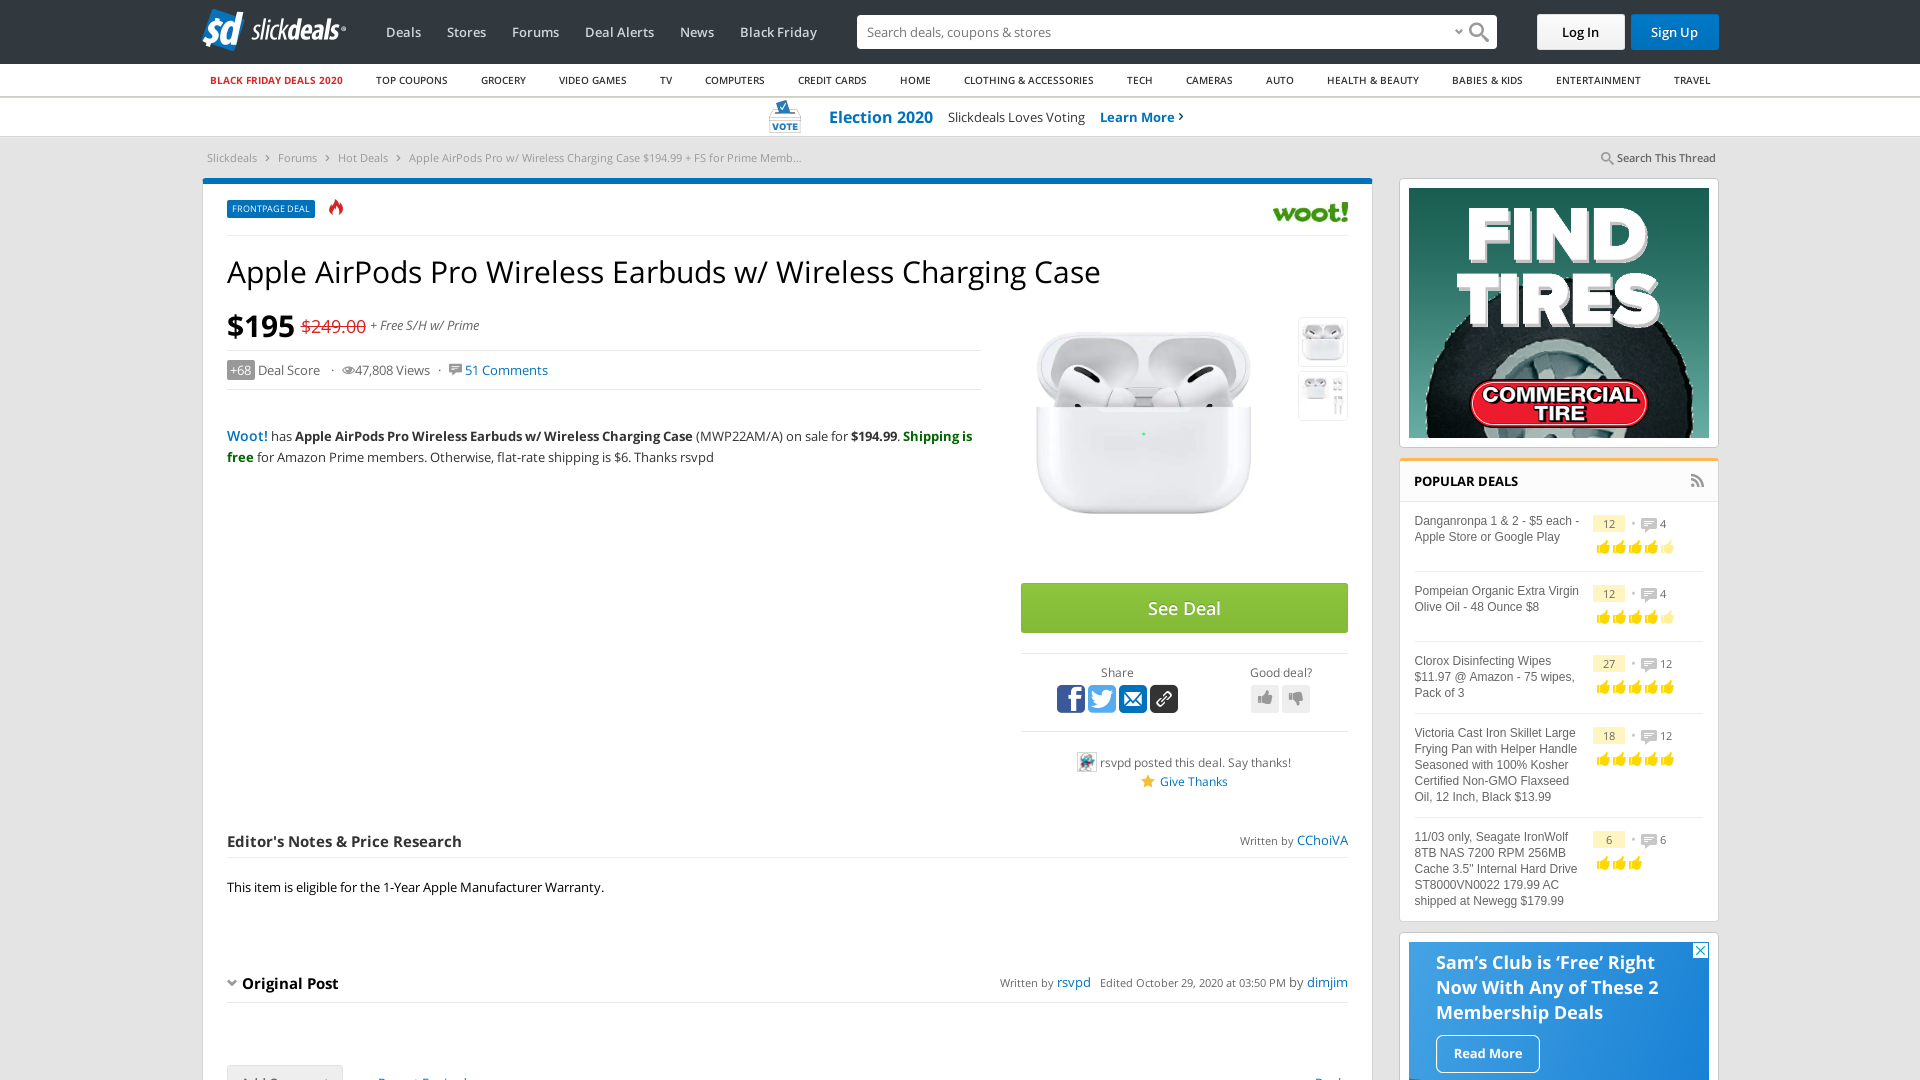 sd slickdeals
Deals Stores Forums Deal Alerts News Black Friday
Search deals, coupons & stores
Log In Sign Up
BLACK FRIDAY DEALS 2020 TOP COUPONS GROCERY VIDEO GAMES TV COMPUTERS CREDIT CARDS HOME CLOTHING & ACCESSORIES TECH CAMERAS AUTO HEALTH & BEAUTY BABIES & KIDS ENTERTAINMENT TRAVEL
VOTE Election 2020 Slickdeals Loves Voting Learn More
Slickdeals Forums Hot Deals Apple AirPods Pro w/ Wireless Charging Case $194.99 + FS for Prime Memb...
Search This Thread
FRONTPAGE DEAL
woot!
Apple AirPods Pro Wireless Earbuds w/ Wireless Charging Case
$195 $249.00 + Free S/H w/ Prime
+68 Deal Score · 47,808 Views · 51 Comments
Woot! has Apple AirPods Pro Wireless Earbuds w/ Wireless Charging Case (MWP22AM/A) on sale for $194.99. Shipping is
free for Amazon Prime members. Otherwise, flat-rate shipping is $6. Thanks rsvpd
See Deal
Share
Good deal?
rsvpd posted this deal. Say thanks!
Give Thanks
Editor's Notes & Price Research
Written by CChoiVA
This item is eligible for the 1-Year Apple Manufacturer Warranty.
Original Post
Written by rsvpd Edited October 29, 2020 at 03:50 PM by dimjim
FIND
TIRES
COMMERCIAL
TIRE
POPULAR DEALS
Danganronpa 1 & 2 - $5 each -
Apple Store or Google Play
12 • 4
Pompeian Organic Extra Virgin
Olive Oil - 48 Ounce $8
12 • 4
Clorox Disinfecting Wipes
$11.97 @ Amazon - 75 wipes,
Pack of 3
27 • 12
Victoria Cast Iron Skillet Large
Frying Pan with Helper Handle
Seasoned with 100% Kosher
Certified Non-GMO Flaxseed
Oil, 12 Inch, Black $13.99
18 • 12
11/03 only, Seagate IronWolf
8TB NAS 7200 RPM 256MB
Cache 3.5" Internal Hard Drive
ST8000VN0022 179.99 AC
shipped at Newegg $179.99
6 • 6
Sam's Club is ‘Free’ Right
Now With Any of These 2
Membership Deals
Read More